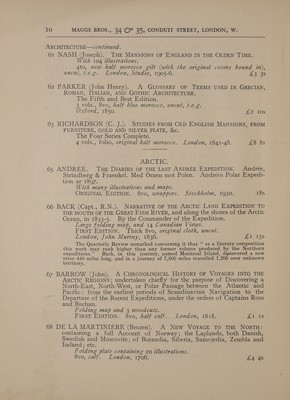 10 MAGGS BROS., 34 & 35, CONDUIT STREET, LONDON, W.
ARCHITECTURE—continued.
61 NASH (Joseph). THE MANSIONS OF ENGLAND IN THE OLDEN TIME.
With 104 illustrations.
4to, new half morocco gilt (with the original covers bound in),
uncut, t.e.g. London, Studio, 1905-6. £3 3s
62 PARKER (John Henry). A GLOSSARY OF TERMS USED IN GRECIAN,
ROMAN, ITALIAN, AND GOTHIC ARCHITECTURE.
The Fifth and Best Edition.
3 vols., 8vo, half blue morocco, uncut, t.e.g.
Oxford, 1850. £2 10s
63 RICHARDSON (C. J.). STUDIES FROM OLD ENGLISH MANSIONS, FROM
FURNITURE, GOLD AND SILVER PLATE, &c.
The Four Series Complete.
4 vols., folio, original half morocco. London, 1841-48. £8 8s
ARCTIC.
65 ANDREE. THE DIARIES OF THE LAST ANDRÉE EXPEDITION. Andrée,
Strindberg & Fraenkel, Med Ornen mot Polen. Andrees Polar Expedi-
tion ar 1897.
With many illustrations and maps.
ORIGINAL EDITION. 8vo, wrappers. Stockholm, 1930. 18s
66 BACK (Capt., R.N.). NARRATIVE OF THE ARCTIC LAND EXPEDITION TO
THE MOUTH OF THE GREAT FISH RIVER, and along the shores of the Arctic
Ocean, in 1833-5. By the Commander of the Expedition.
Large folding map, and 14 Canadian Views.
FIRST EDITION. Thick 8vo, original cloth, uncut.
London, John Murray, 1836. £1 15s
The Quarterly Review remarked concerning it that "as a literary composition
this work may rank higher than any former volume produced by the Northern
expeditions." Back, in this journey, passed Montreal Island, discovered a new
river 440 miles long, and in a journey of 7,500 miles travelled 1,200 over unknown
territory.
67 BARROW (John). A CHRONOLOGICAL HISTORY OF VOYAGES INTO THE
ARCTIC REGIONS; undertaken chiefly for the purpose of Discovering a
North-East, North-West, or Polar Passage between the Atlantic and
Pacific: from the earliest periods of Scandinavian Navigation to the
Departure of the Recent Expeditions, under the orders of Captains Ross
and Buchan.
Folding map and 3 woodcuts.
FIRST EDITION. 8vo, half calf. London, 1818. £1 1s
68 DE LA MARTINIERE (Brusen). A NEW VOYAGE TO THE NORTH:
containing a full Account of Norway; the Laplands, both Danish,
Swedish and Muscovite; of Borandia, Siberia, Samojedia, Zembla and
Iceland; etc.
Folding plate containing 20 illustrations.
8vo, calf. London, 1706. £4 4s